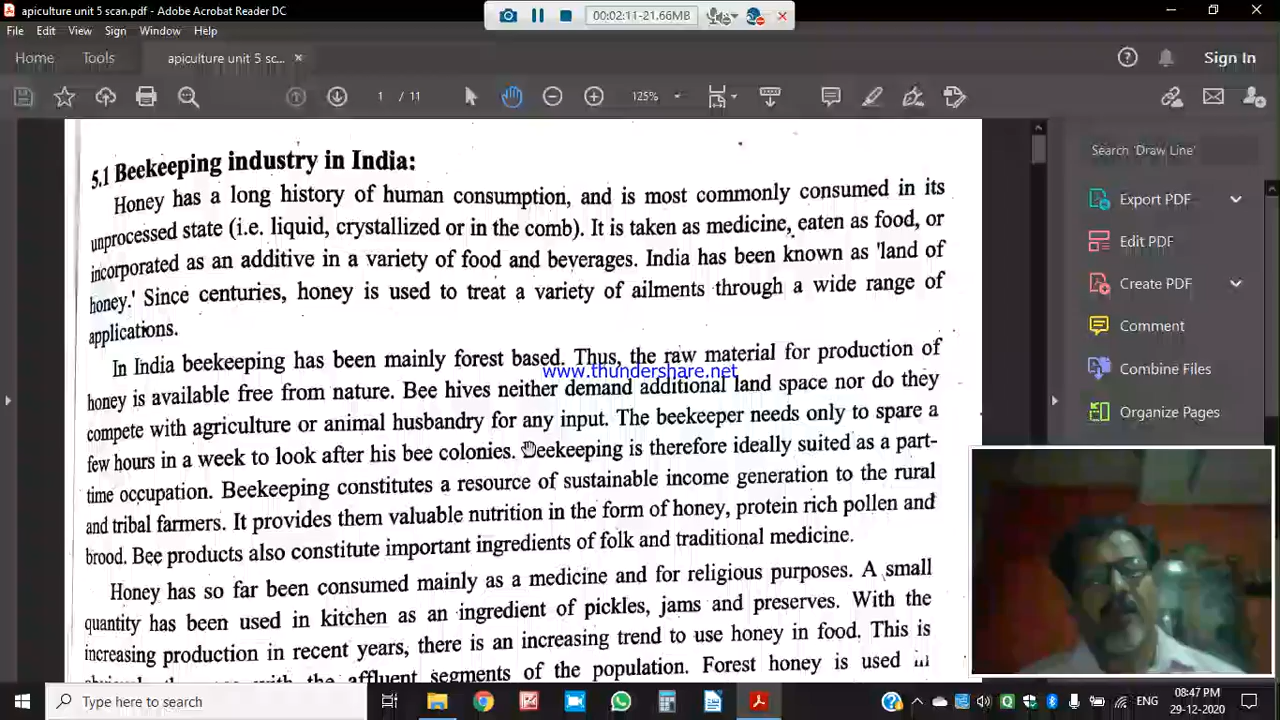 apiculture unit 5 scan.pdf - Adobe Acrobat Reader DC
00:02:11-21.66MB
File Edit View Sign Window Help
Home Tools apiculture unit 5 sc... × Sign In
1 / 11 125%
Search 'Draw Line'
Export PDF
Edit PDF
Create PDF
Comment
Combine Files
Organize Pages
5.1 Beekeeping industry in India:
Honey has a long history of human consumption, and is most commonly consumed in its
unprocessed state (i.e. liquid, crystallized or in the comb). It is taken as medicine, eaten as food, or
incorporated as an additive in a variety of food and beverages. India has been known as 'land of
honey.' Since centuries, honey is used to treat a variety of ailments through a wide range of
applications.
In India beekeeping has been mainly forest based. Thus, the raw material for production of
www.thundershare.net
honey is available free from nature. Bee hives neither demand additional land space nor do they
compete with agriculture or animal husbandry for any input. The beekeeper needs only to spare a
few hours in a week to look after his bee colonies. Beekeeping is therefore ideally suited as a part-
time occupation. Beekeeping constitutes a resource of sustainable income generation to the rural
and tribal farmers. It provides them valuable nutrition in the form of honey, protein rich pollen and
brood. Bee products also constitute important ingredients of folk and traditional medicine.
Honey has so far been consumed mainly as a medicine and for religious purposes. A small
quantity has been used in kitchen as an ingredient of pickles, jams and preserves. With the
increasing production in recent years, there is an increasing trend to use honey in food. This is
with the affluent segments of the population. Forest honey is used in
Type here to search
ENG
08:47 PM
29-12-2020